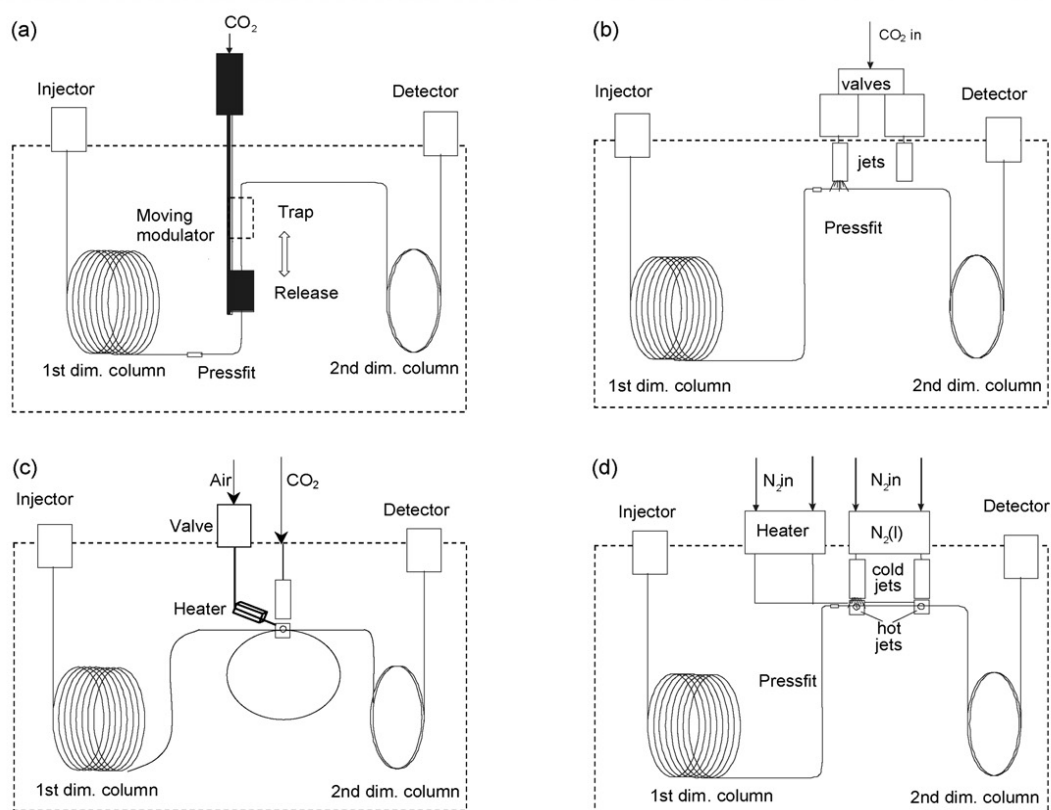 (a)
CO₂
Injector
Detector
Moving
modulator
Trap
Release
1st dim. column
Pressfit
2nd dim. column
(b)
CO₂ in
valves
Injector
Detector
jets
Pressfit
1st dim. column
2nd dim. column
(c)
Air
CO₂
Injector
Valve
Detector
Heater
1st dim. column
2nd dim. column
(d)
N₂in
N₂in
Injector
Heater
N₂(l)
Detector
cold
jets
hot
jets
Pressfit
1st dim. column
2nd dim. column